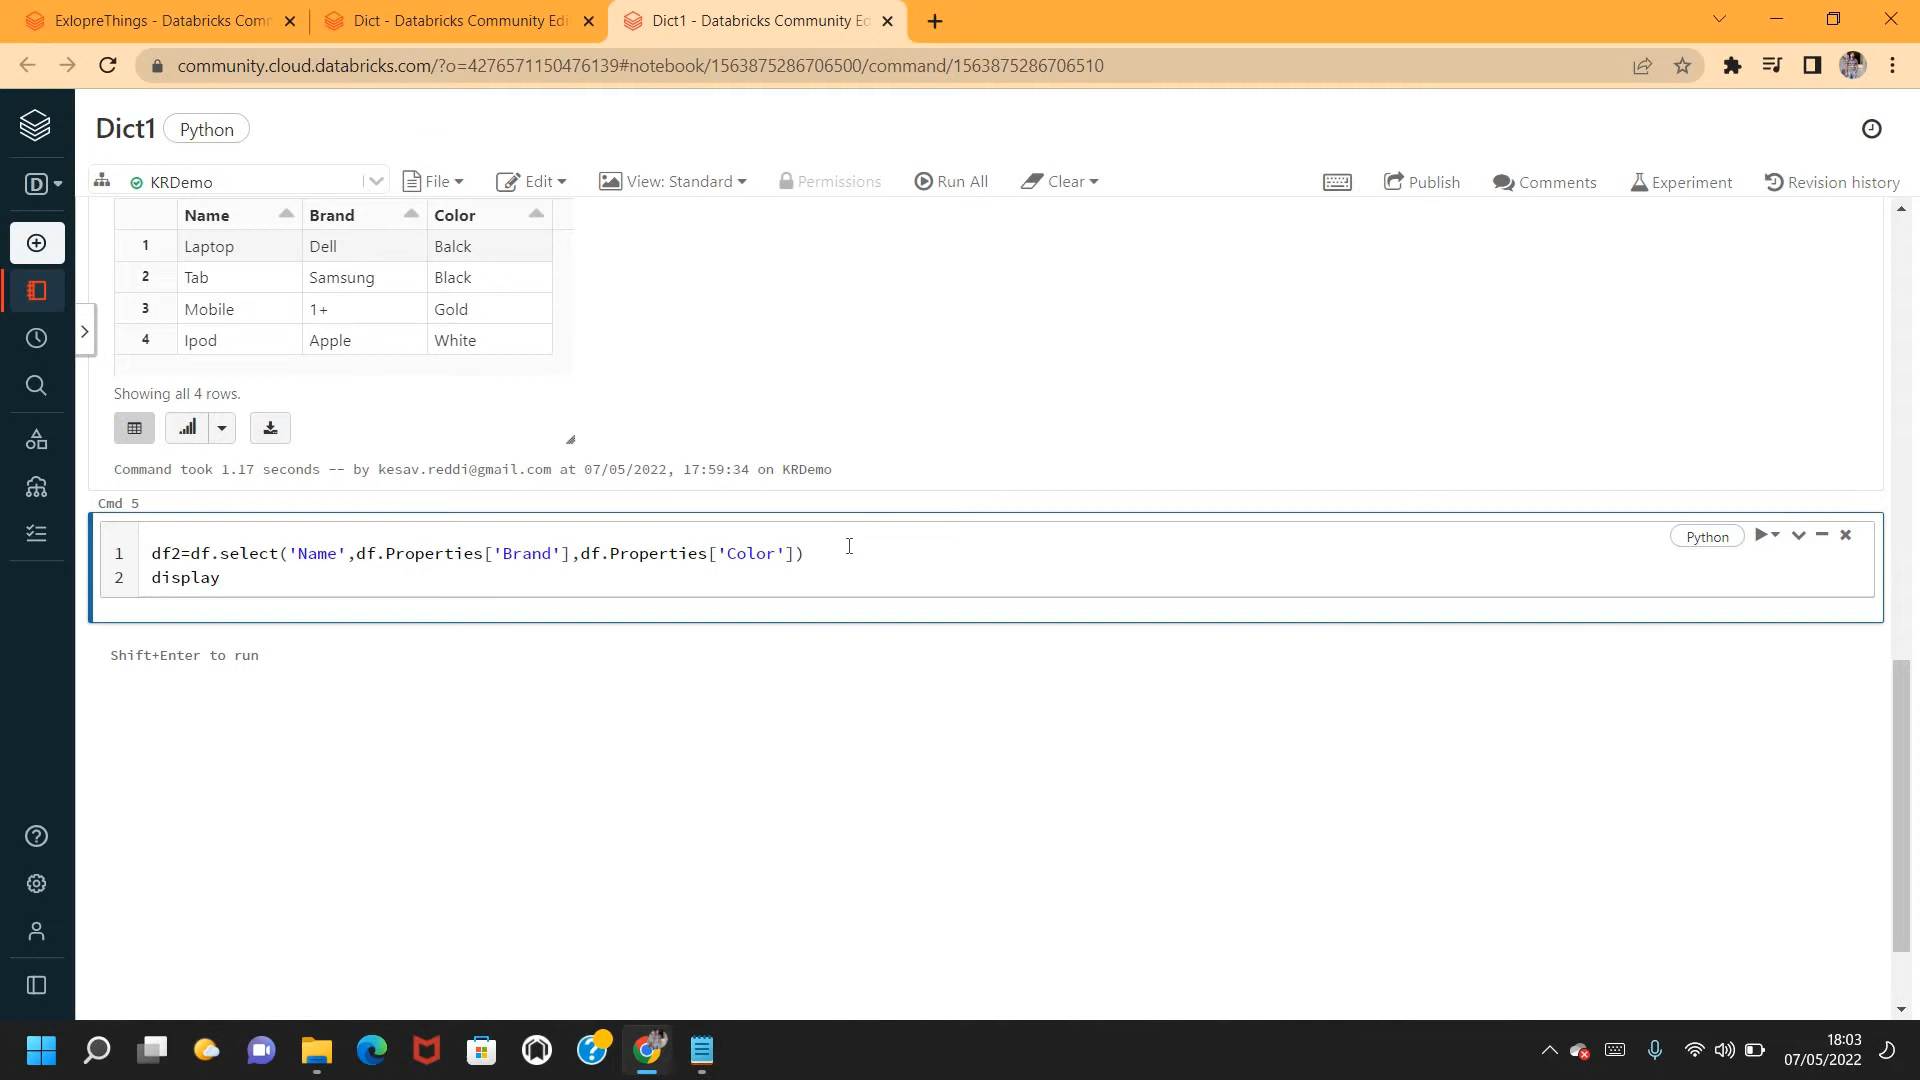 ExlopreThings - Databricks Com
Dict - Databricks Community Edi
Dict1 - Databricks Community Ed
community.cloud.databricks.com/?o=4276571150476139#notebook/1563875286706500/command/1563875286706510
Dict1 Python
KRDemo File Edit View: Standard Permissions Run All Clear Publish Comments Experiment Revision history
D
Name Brand Color
1 Laptop Dell Balck
2 Tab Samsung Black
3 Mobile 1+ Gold
4 Ipod Apple White
Showing all 4 rows.
Command took 1.17 seconds -- by kesav.reddi@gmail.com at 07/05/2022, 17:59:34 on KRDemo
Cmd 5
Python
1 df2=df.select('Name',df.Properties['Brand'],df.Properties['Color'])
2 display
Shift+Enter to run
18:03
07/05/2022